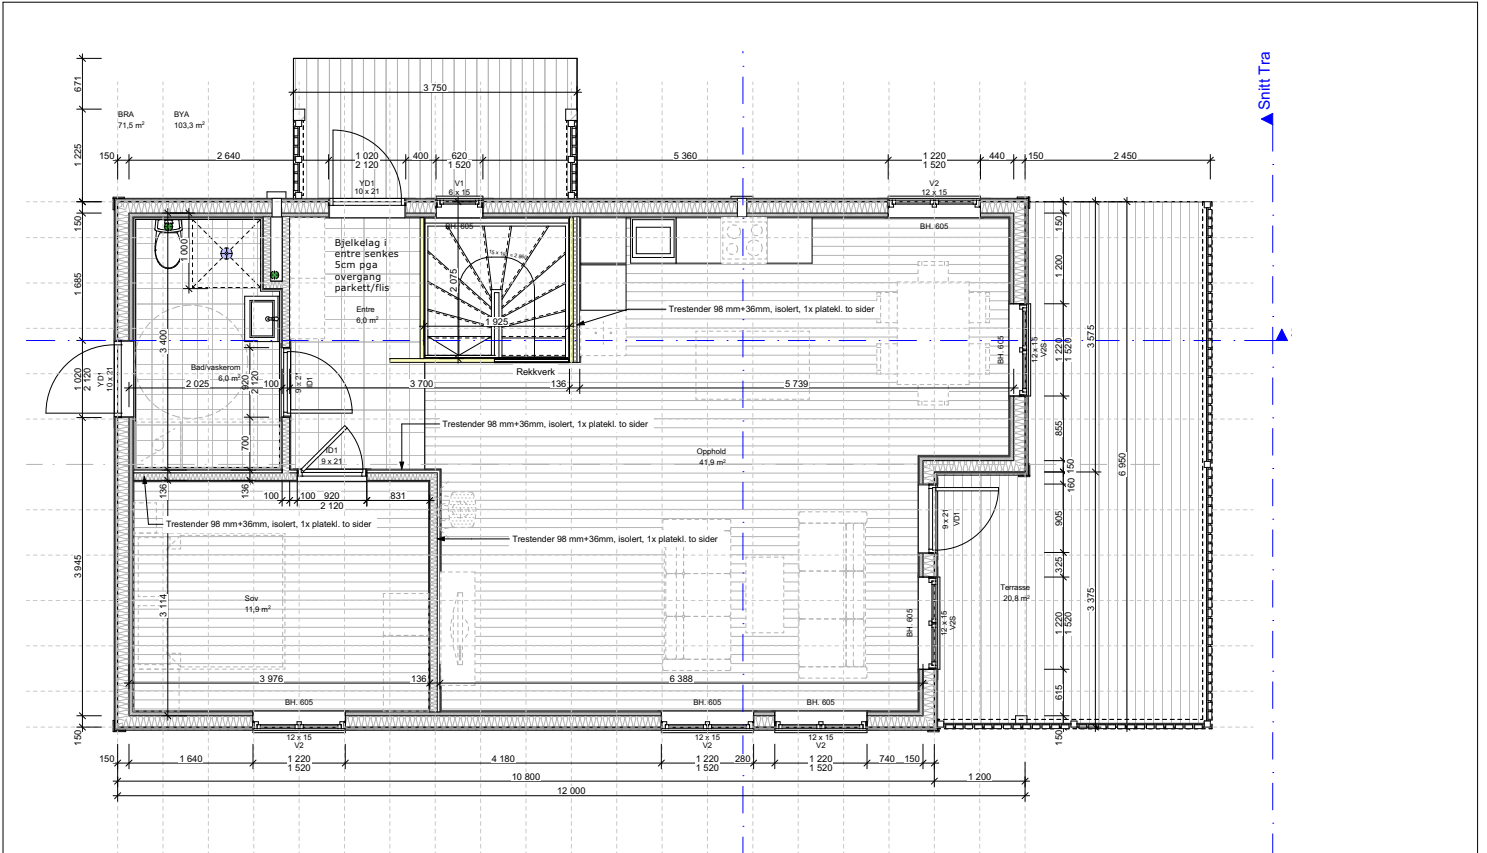 Snitt Tra
671
3 750
BRA
71,5 m²
BYA
103,3 m²
1 225
150
2 640
1 020
2 120
400
620
1 520
5 360
1 220
1 520
440
150
2 450
YD1
10 x 21
V1
6 x 15
V2
12 x 15
150
BH. 605
BH. 605
150
Bjelkelag i
entre senkes
5cm pga
overgang
parkett/flis
1 685
2 075
1 200
Entre
6,0 m²
1 925
Trestender 98 mm+36mm, isolert, 1x platekl. to sider
3 400
1 020
2 120
YD1
10 x 21
Bad/vaskerom
6,0 m²
920
2 120
9 x 21
ID1
Rekkverk
BH. 605
12 x 15
V2S
1 220
1 520
3 575
2 025
100
3 700
136
5 739
Trestender 98 mm+36mm, isolert, 1x platekl. to sider
700
ID1
9 x 21
Opphold
41,9 m²
855
150
160
6 950
136
136
100
100
920
2 120
831
Trestender 98 mm+36mm, isolert, 1x platekl. to sider
Trestender 98 mm+36mm, isolert, 1x platekl. to sider
9 x 21
VD1
905
325
3 945
3 114
Sov
11,9 m²
Terrasse
20,8 m²
3 375
BH. 605
12 x 15
V2S
1 220
1 520
3 976
136
6 388
615
BH. 605
BH. 605
BH. 605
150
150
12 x 15
V2
12 x 15
V2
12 x 15
V2
150
1 640
1 220
1 520
4 180
1 220
1 520
280
1 220
1 520
740
150
10 800
1 200
12 000